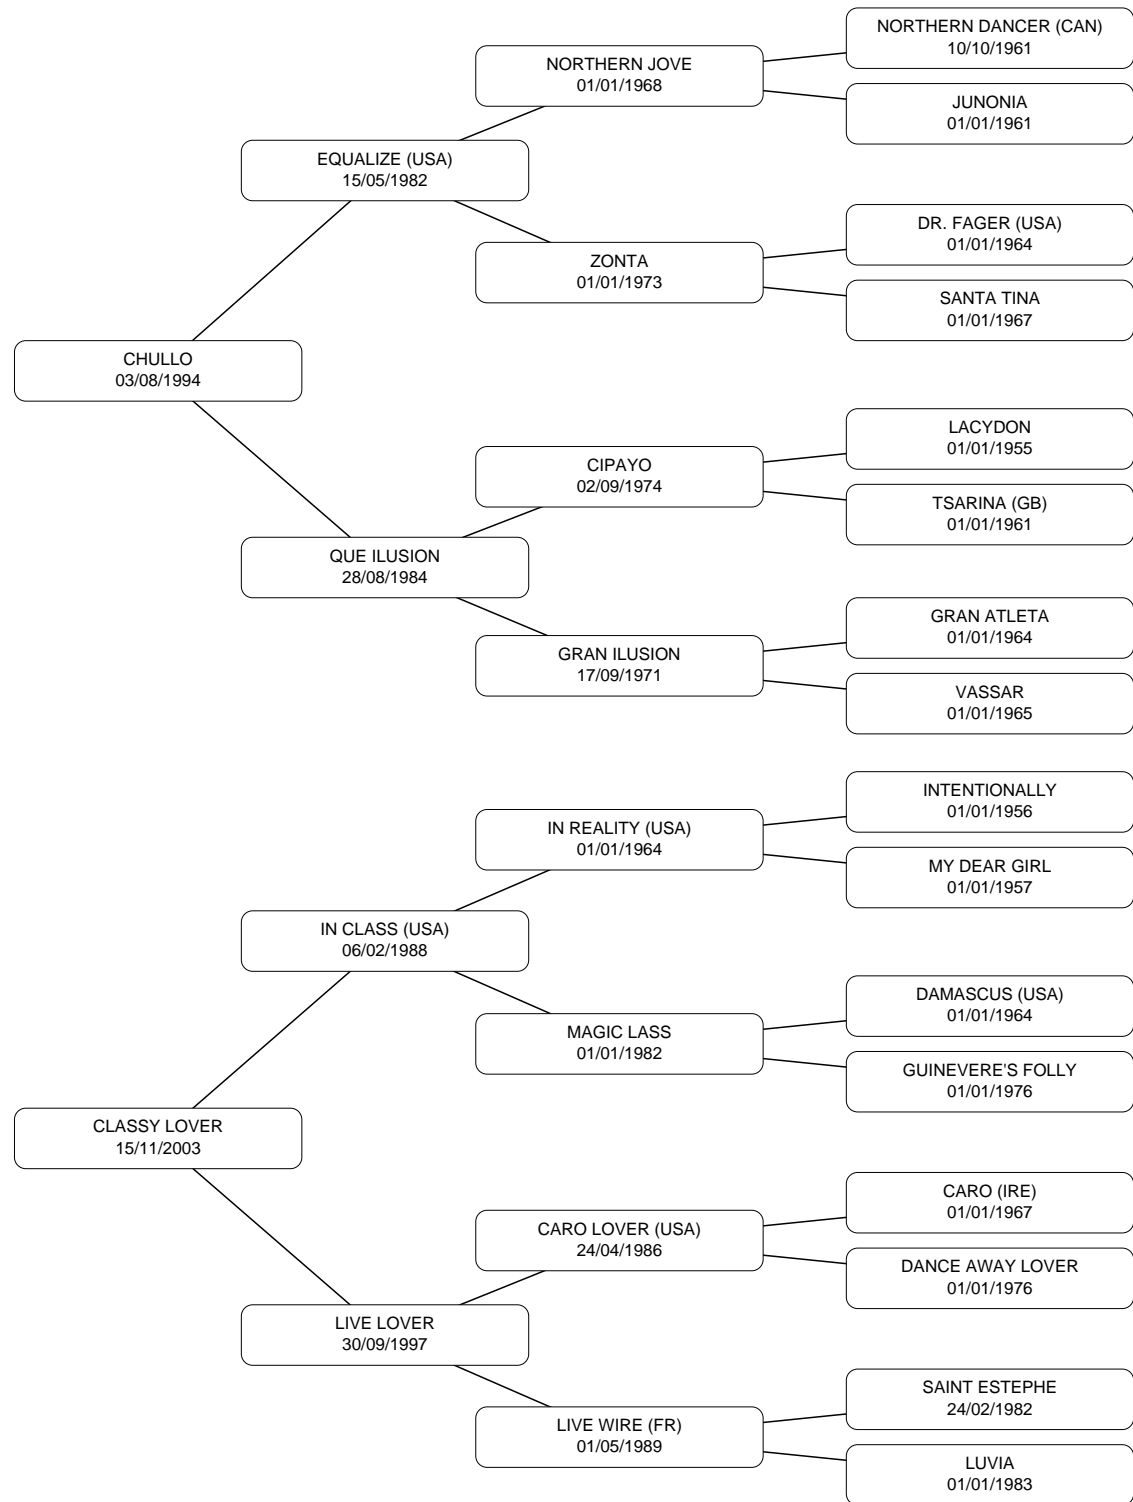 NORTHERN DANCER (CAN)
10/10/1961
NORTHERN JOVE
01/01/1968
JUNONIA
01/01/1961
EQUALIZE (USA)
15/05/1982
DR. FAGER (USA)
01/01/1964
ZONTA
01/01/1973
SANTA TINA
01/01/1967
CHULLO
03/08/1994
LACYDON
01/01/1955
CIPAYO
02/09/1974
TSARINA (GB)
01/01/1961
QUE ILUSION
28/08/1984
GRAN ATLETA
01/01/1964
GRAN ILUSION
17/09/1971
VASSAR
01/01/1965
INTENTIONALLY
01/01/1956
IN REALITY (USA)
01/01/1964
MY DEAR GIRL
01/01/1957
IN CLASS (USA)
06/02/1988
DAMASCUS (USA)
01/01/1964
MAGIC LASS
01/01/1982
GUINEVERE'S FOLLY
01/01/1976
CLASSY LOVER
15/11/2003
CARO (IRE)
01/01/1967
CARO LOVER (USA)
24/04/1986
DANCE AWAY LOVER
01/01/1976
LIVE LOVER
30/09/1997
SAINT ESTEPHE
24/02/1982
LIVE WIRE (FR)
01/05/1989
LUVIA
01/01/1983